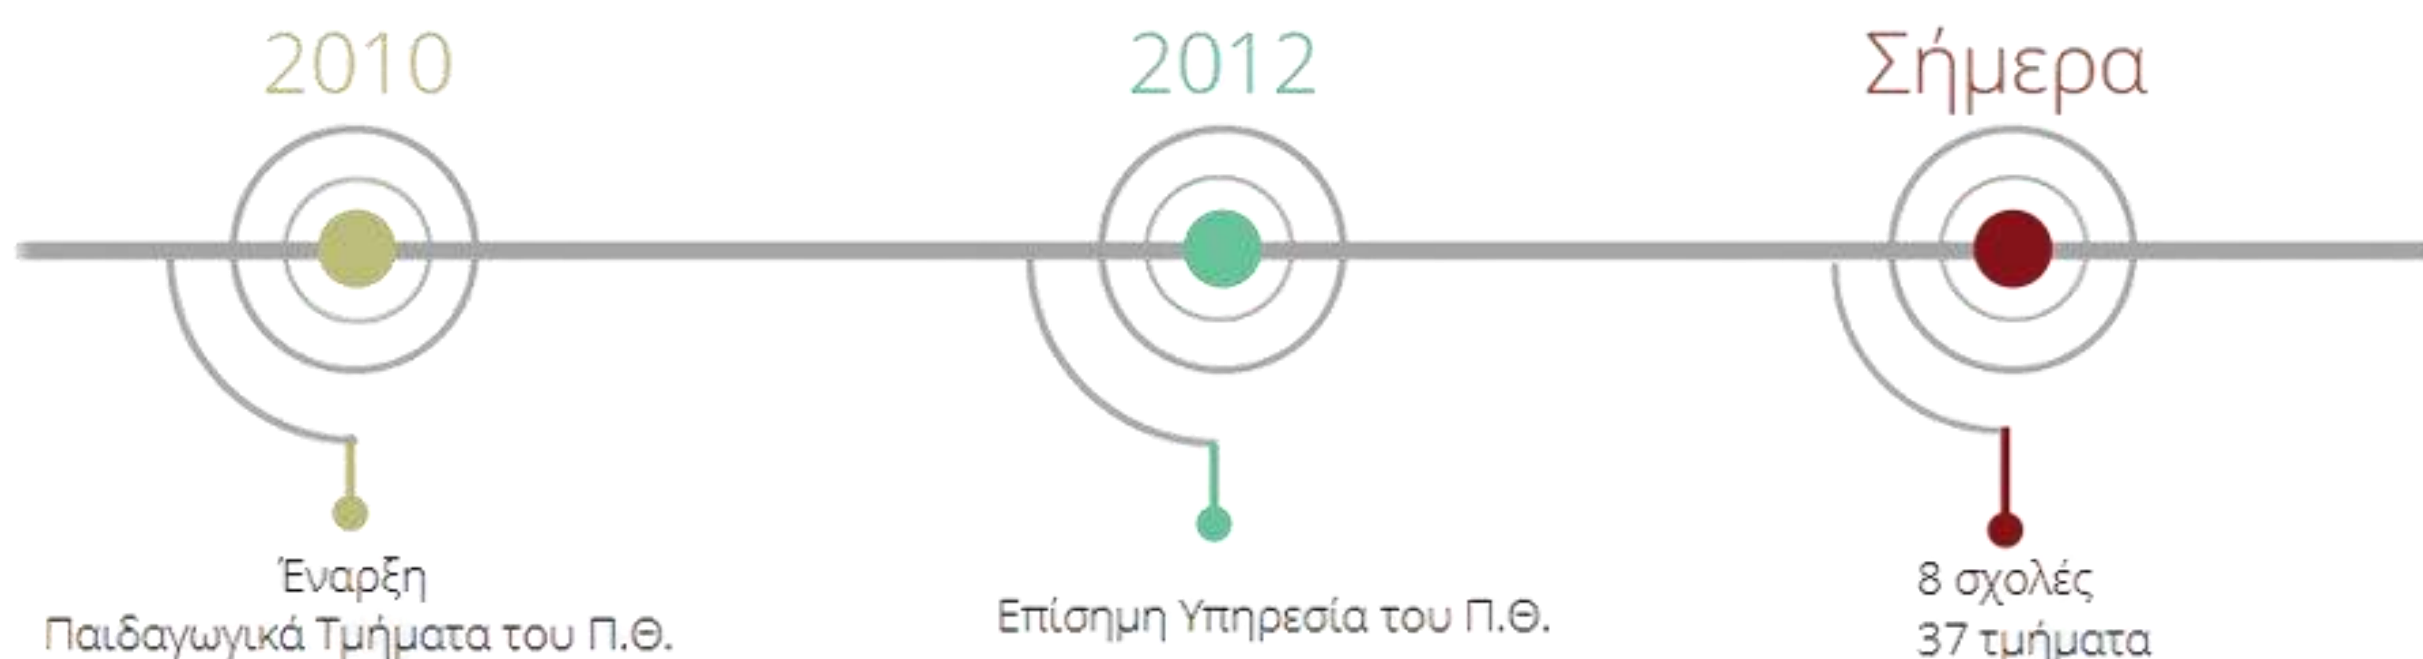 2010
2012
Σήμερα
Έναρξη
Παιδαγωγικά Τμήματα του Π.Θ.
Επίσημη Υπηρεσία του Π.Θ.
8 σχολές
37 τμήματα